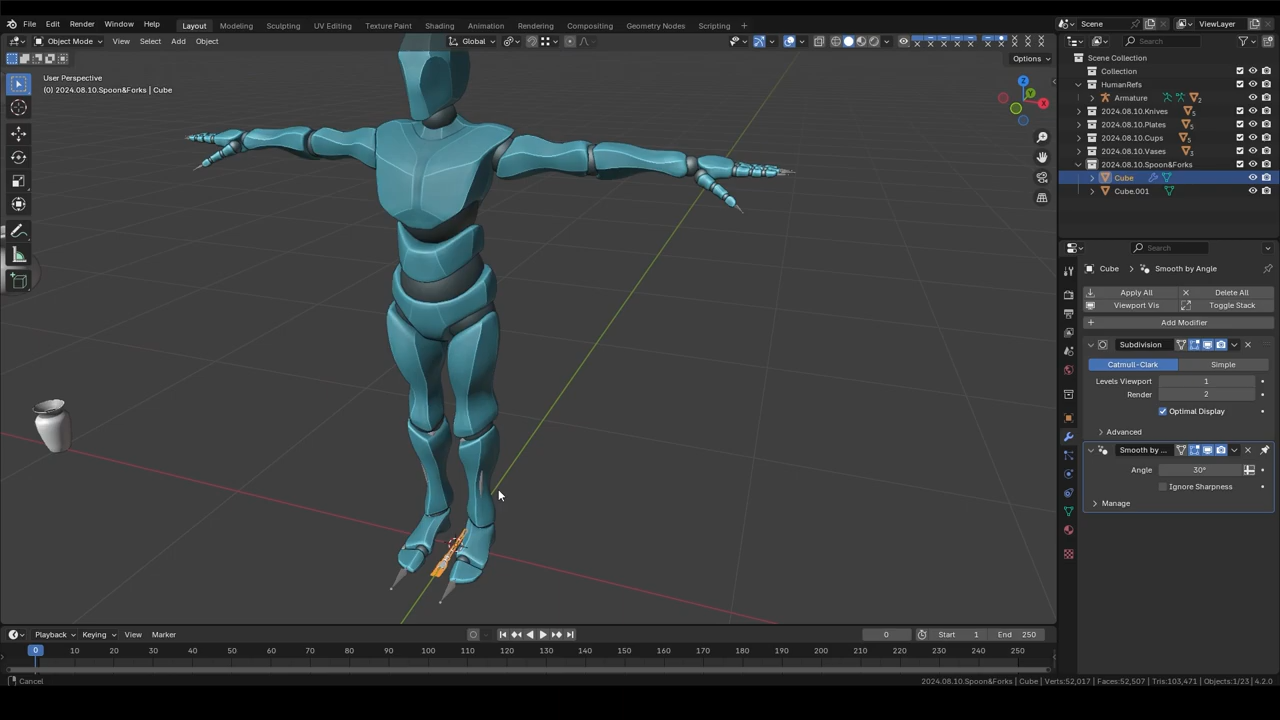 File Edit Render Window Help Layout Modeling Sculpting UV Editing Texture Paint Shading Animation Rendering Compositing Geometry Nodes Scripting Scene ViewLayer
Object Mode View Select Add Object Global Search
Options
User Perspective
(0) 2024.08.10.Spoon&Forks | Cube
Z
Y
X
Scene Collection
Collection
HumanRefs
Armature 2
2024.08.10.Knives 5
2024.08.10.Plates 5
2024.08.10.Cups
2024.08.10.Vases 3
2024.08.10.Spoon&Forks
Cube
Cube.001
Search
Cube Smooth by Angle
Apply All Delete All
Viewport Vis Toggle Stack
Add Modifier
Subdivision
Catmull-Clark Simple
Levels Viewport 1
Render 2
Optimal Display
Advanced
Smooth by ...
Angle 30°
Ignore Sharpness
Manage
Playback Keying View Marker 0 Start 1 End 250
0 10 20 30 40 50 60 70 80 90 100 110 120 130 140 150 160 170 180 190 200 210 220 230 240 250
Cancel 2024.08.10.Spoon&Forks | Cube | Verts:52,017 | Faces:52,507 | Tris:103,471 | Objects:1/23 | 4.2.0